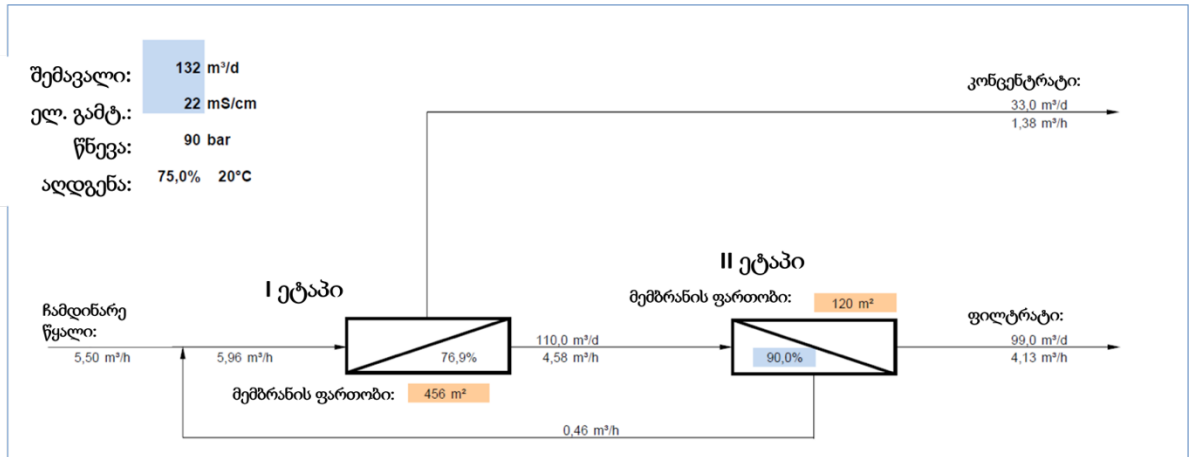 შემავალი: 132 m³/d
ელ. გამტ.: 22 mS/cm
წნევა: 90 bar
აღდგენა: 75,0% 20°C
კონცენტრატი:
33,0 m³/d
1,38 m³/h
I ეტაპი
II ეტაპი
მემბრანის ფართობი: 120 m²
ჩამდინარე
წყალი:
5,50 m³/h
5,96 m³/h
76,9%
110,0 m³/d
4,58 m³/h
90,0%
ფილტრატი:
99,0 m³/d
4,13 m³/h
მემბრანის ფართობი: 456 m²
0,46 m³/h